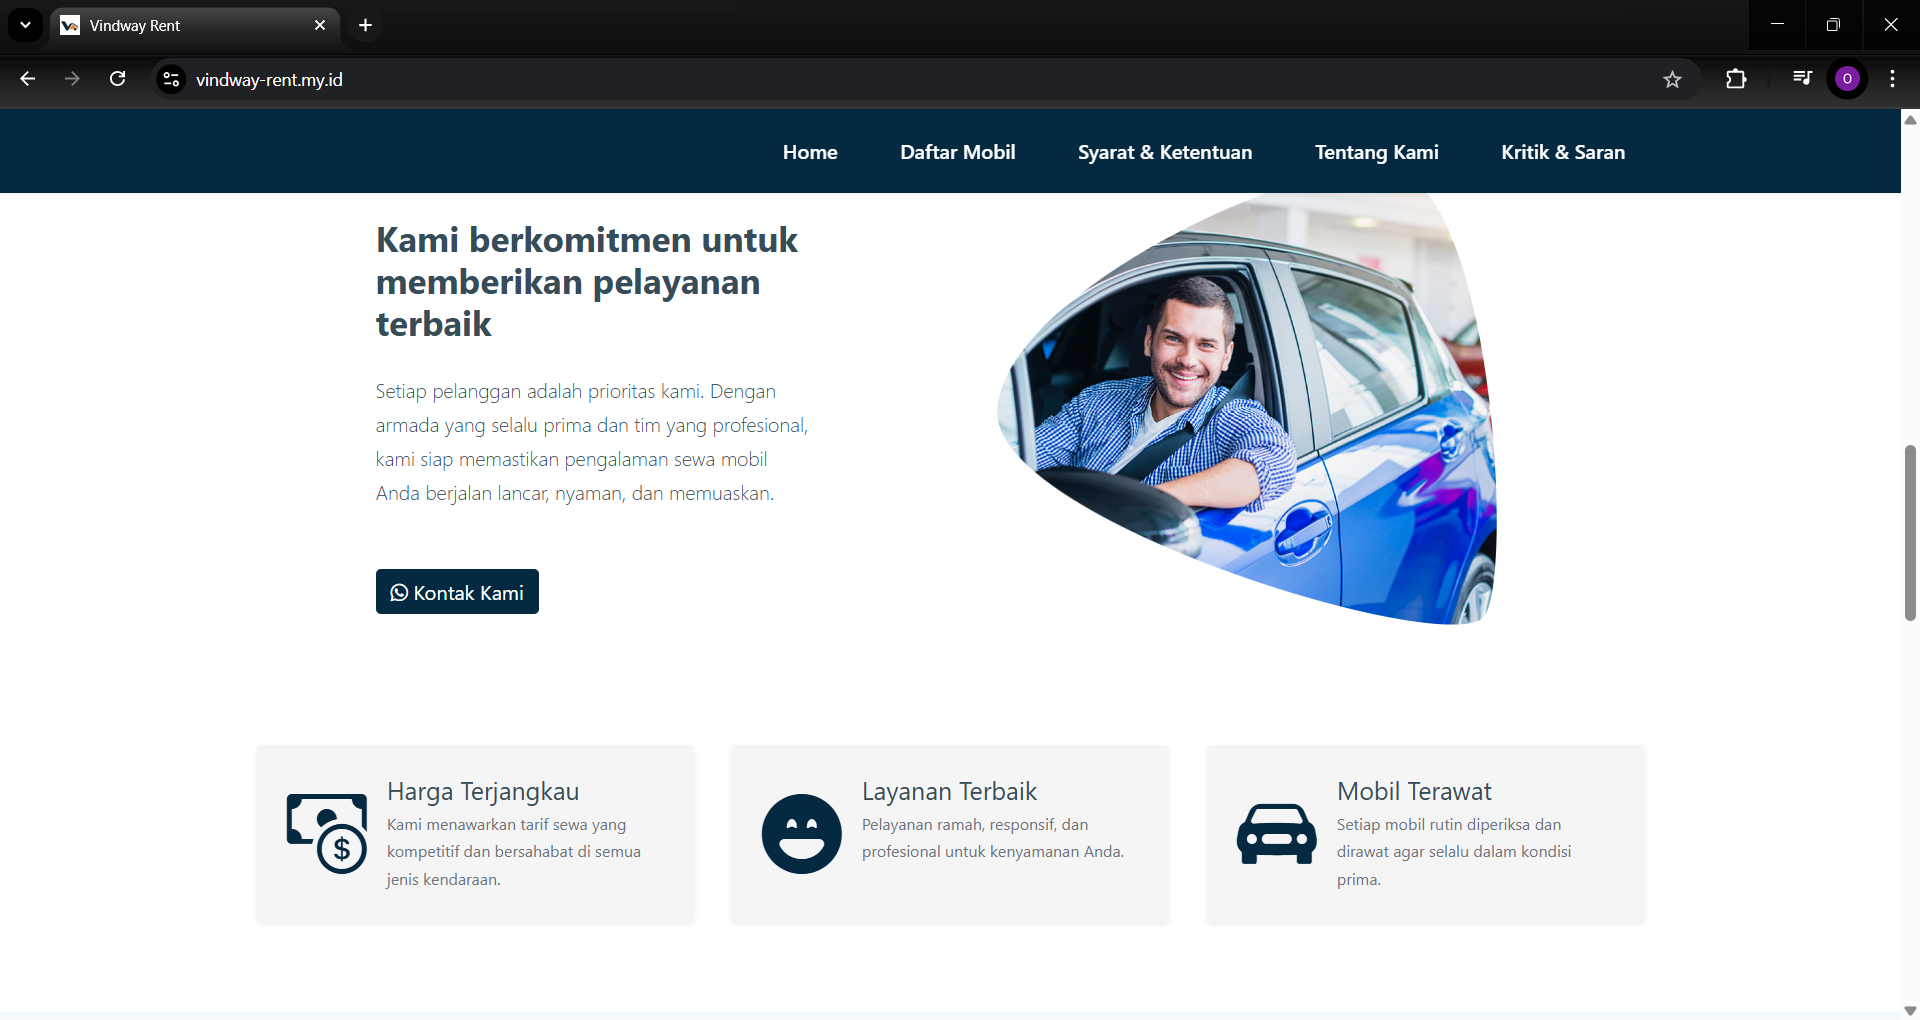 Vindway Rent
vindway-rent.my.id
O
Home
Daftar Mobil
Syarat & Ketentuan
Tentang Kami
Kritik & Saran
Kami berkomitmen untuk
memberikan pelayanan
terbaik
Setiap pelanggan adalah prioritas kami. Dengan
armada yang selalu prima dan tim yang profesional,
kami siap memastikan pengalaman sewa mobil
Anda berjalan lancar, nyaman, dan memuaskan.
Kontak Kami
$
Harga Terjangkau
Kami menawarkan tarif sewa yang
kompetitif dan bersahabat di semua
jenis kendaraan.
Layanan Terbaik
Pelayanan ramah, responsif, dan
profesional untuk kenyamanan Anda.
Mobil Terawat
Setiap mobil rutin diperiksa dan
dirawat agar selalu dalam kondisi
prima.